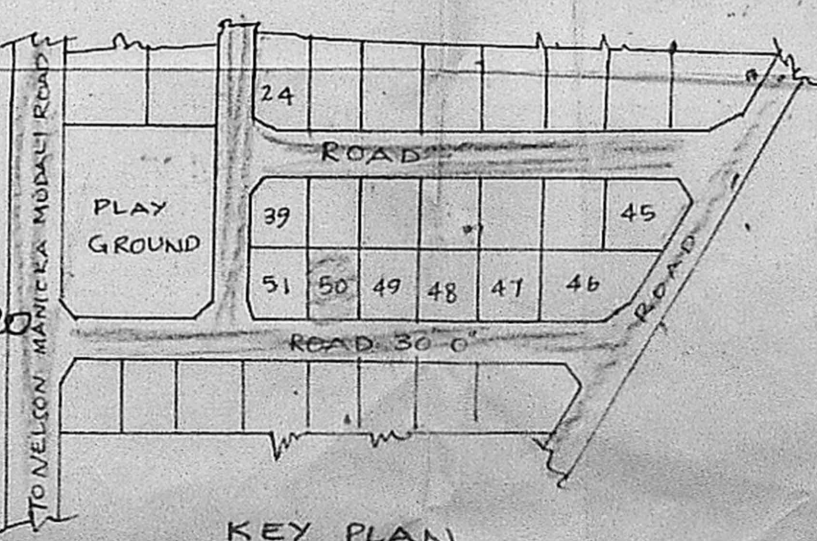 24
ROAD
PLAY
GROUND
39
45
51 50 49 48 47 46
ROAD
ROAD 30'0"
TO NELSON MANICKA MUDALI ROAD
KEY PLAN